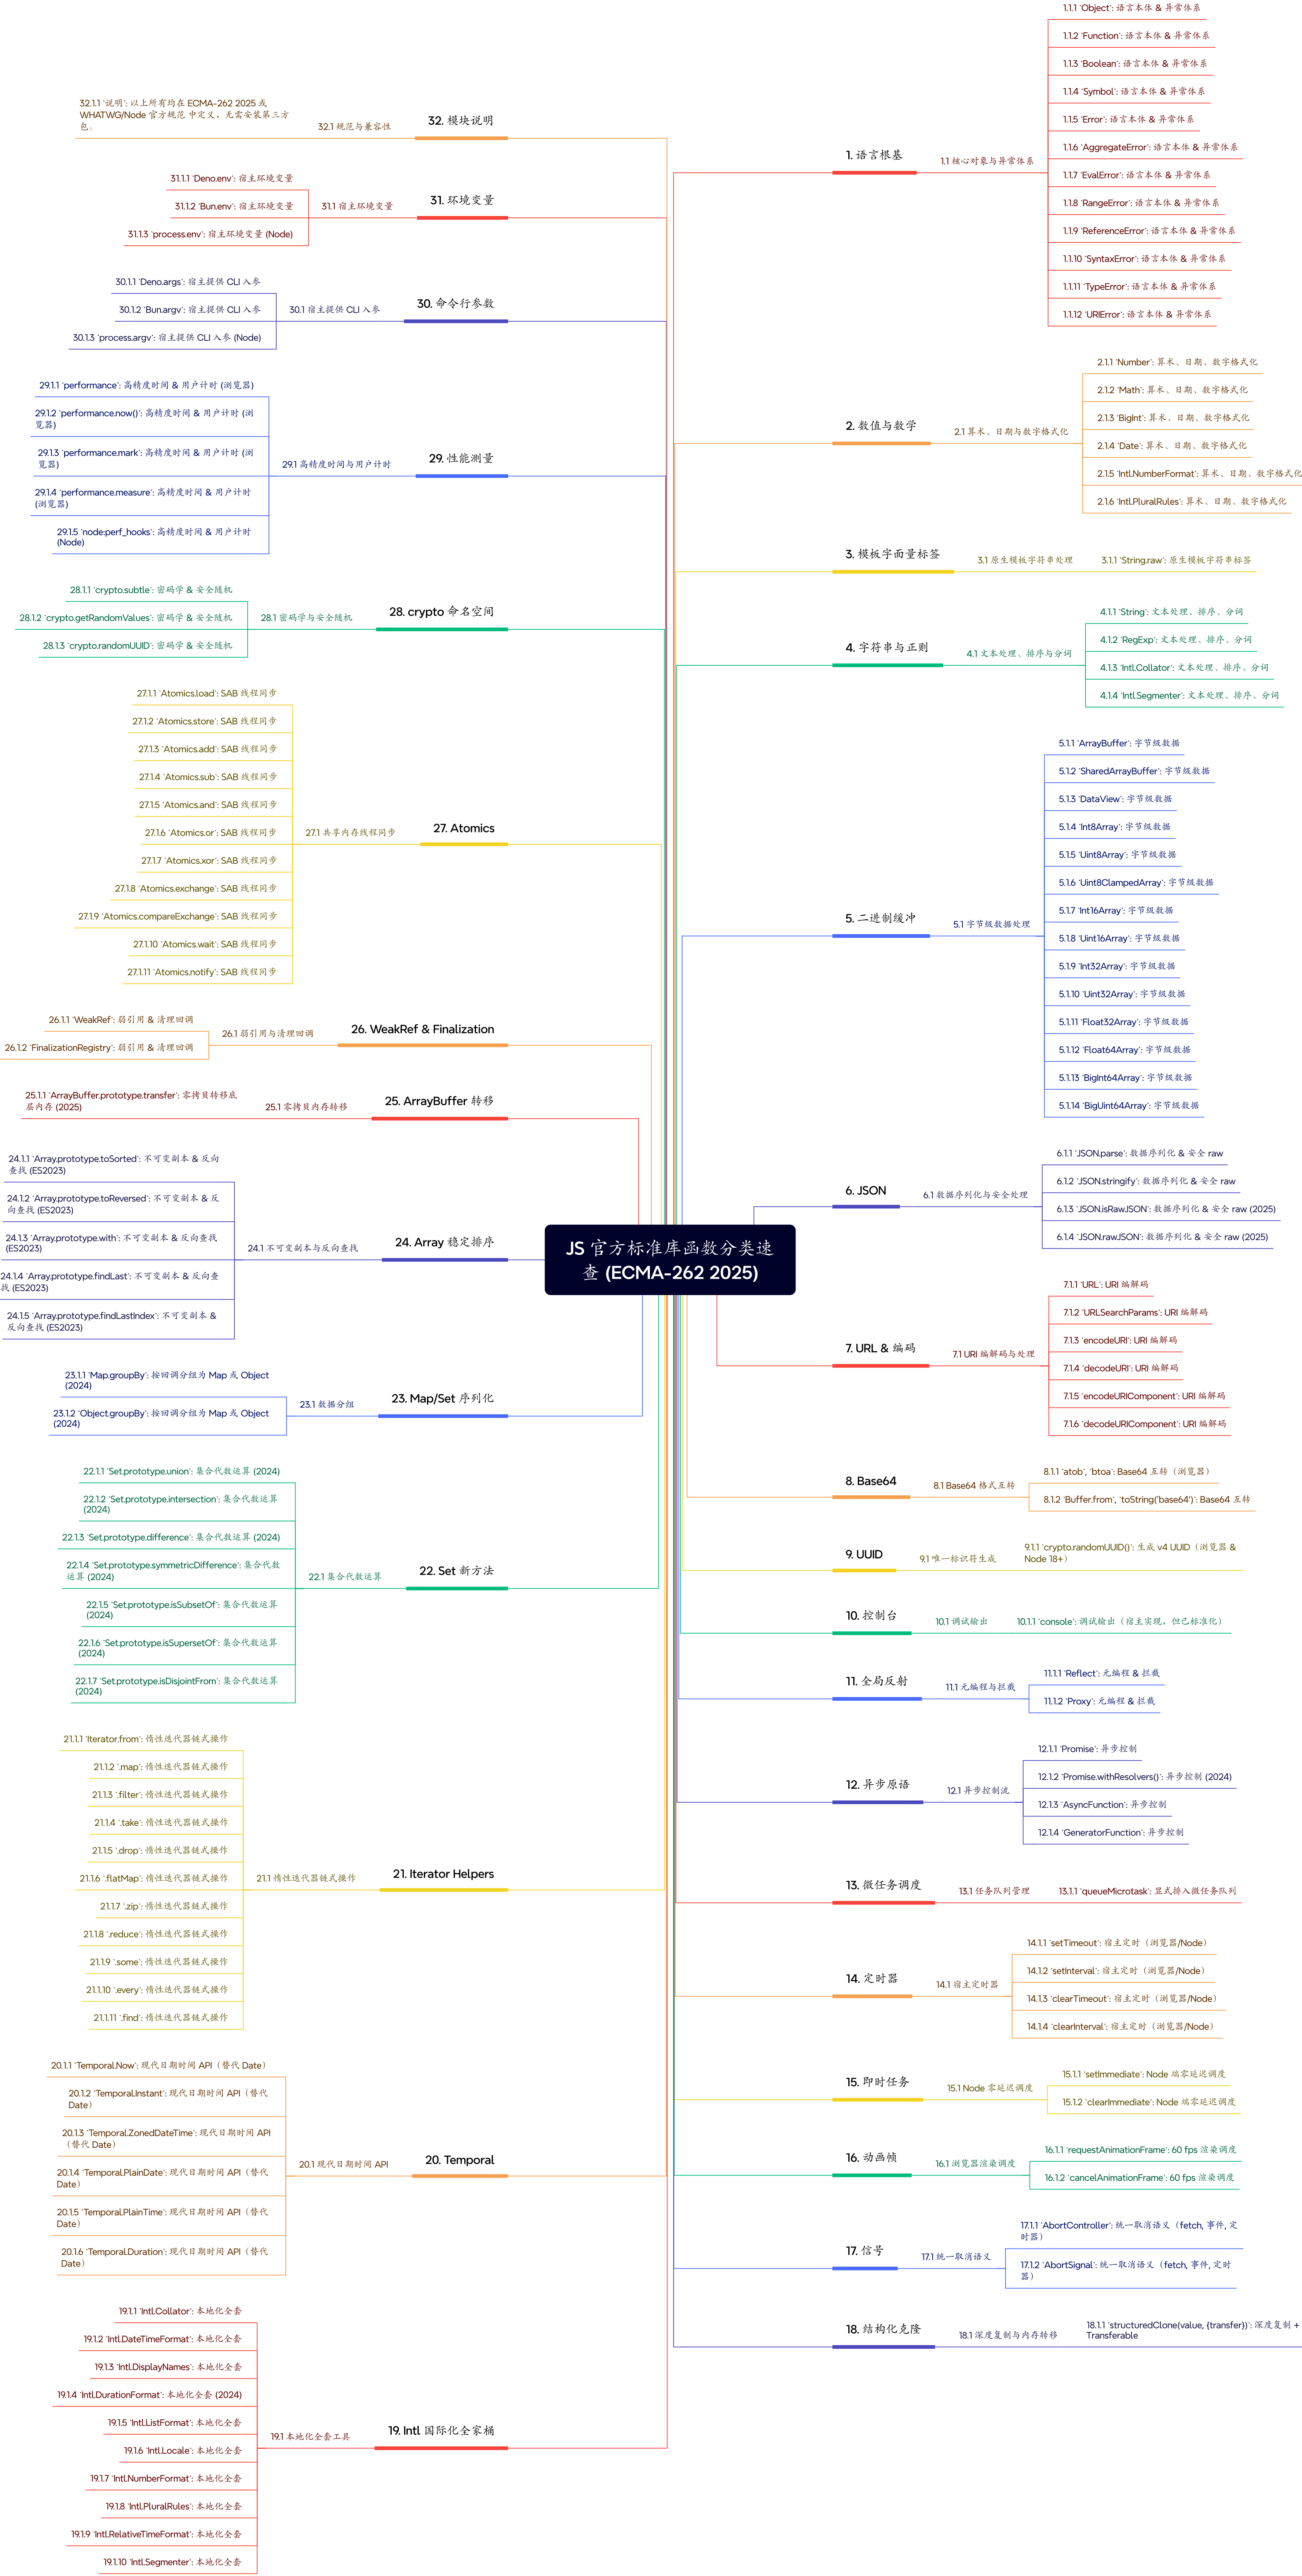 JS 官方标准库函数分类速
查 (ECMA-262 2025)
1. 语言根基
1.1 核心对象与异常体系
1.1.1 `Object`: 语言本体 & 异常体系
1.1.2 `Function`: 语言本体 & 异常体系
1.1.3 `Boolean`: 语言本体 & 异常体系
1.1.4 `Symbol`: 语言本体 & 异常体系
1.1.5 `Error`: 语言本体 & 异常体系
1.1.6 `AggregateError`: 语言本体 & 异常体系
1.1.7 `EvalError`: 语言本体 & 异常体系
1.1.8 `RangeError`: 语言本体 & 异常体系
1.1.9 `ReferenceError`: 语言本体 & 异常体系
1.1.10 `SyntaxError`: 语言本体 & 异常体系
1.1.11 `TypeError`: 语言本体 & 异常体系
1.1.12 `URIError`: 语言本体 & 异常体系
2. 数值与数学
2.1 算术、日期与数字格式化
2.1.1 `Number`: 算术、日期、数字格式化
2.1.2 `Math`: 算术、日期、数字格式化
2.1.3 `BigInt`: 算术、日期、数字格式化
2.1.4 `Date`: 算术、日期、数字格式化
2.1.5 `Intl.NumberFormat`: 算术、日期、数字格式化
2.1.6 `Intl.PluralRules`: 算术、日期、数字格式化
3. 模板字面量标签
3.1 原生模板字符串处理
3.1.1 `String.raw`: 原生模板字符串标签
4. 字符串与正则
4.1 文本处理、排序与分词
4.1.1 `String`: 文本处理、排序、分词
4.1.2 `RegExp`: 文本处理、排序、分词
4.1.3 `Intl.Collator`: 文本处理、排序、分词
4.1.4 `Intl.Segmenter`: 文本处理、排序、分词
5. 二进制缓冲
5.1 字节级数据处理
5.1.1 `ArrayBuffer`: 字节级数据
5.1.2 `SharedArrayBuffer`: 字节级数据
5.1.3 `DataView`: 字节级数据
5.1.4 `Int8Array`: 字节级数据
5.1.5 `Uint8Array`: 字节级数据
5.1.6 `Uint8ClampedArray`: 字节级数据
5.1.7 `Int16Array`: 字节级数据
5.1.8 `Uint16Array`: 字节级数据
5.1.9 `Int32Array`: 字节级数据
5.1.10 `Uint32Array`: 字节级数据
5.1.11 `Float32Array`: 字节级数据
5.1.12 `Float64Array`: 字节级数据
5.1.13 `BigInt64Array`: 字节级数据
5.1.14 `BigUint64Array`: 字节级数据
6. JSON
6.1 数据序列化与安全处理
6.1.1 `JSON.parse`: 数据序列化 & 安全 raw
6.1.2 `JSON.stringify`: 数据序列化 & 安全 raw
6.1.3 `JSON.isRawJSON`: 数据序列化 & 安全 raw (2025)
6.1.4 `JSON.rawJSON`: 数据序列化 & 安全 raw (2025)
7. URL & 编码
7.1 URI 编解码与处理
7.1.1 `URL`: URI 编解码
7.1.2 `URLSearchParams`: URI 编解码
7.1.3 `encodeURI`: URI 编解码
7.1.4 `decodeURI`: URI 编解码
7.1.5 `encodeURIComponent`: URI 编解码
7.1.6 `decodeURIComponent`: URI 编解码
8. Base64
8.1 Base64 格式互转
8.1.1 `atob`, `btoa`: Base64 互转（浏览器）
8.1.2 `Buffer.from`, `toString('base64')`: Base64 互转
9. UUID
9.1 唯一标识符生成
9.1.1 `crypto.randomUUID()`: 生成 v4 UUID（浏览器 &
Node 18+）
10. 控制台
10.1 调试输出
10.1.1 `console`: 调试输出（宿主实现，但已标准化）
11. 全局反射
11.1 元编程与拦截
11.1.1 `Reflect`: 元编程 & 拦截
11.1.2 `Proxy`: 元编程 & 拦截
12. 异步原语
12.1 异步控制流
12.1.1 `Promise`: 异步控制
12.1.2 `Promise.withResolvers()`: 异步控制 (2024)
12.1.3 `AsyncFunction`: 异步控制
12.1.4 `GeneratorFunction`: 异步控制
13. 微任务调度
13.1 任务队列管理
13.1.1 `queueMicrotask`: 显式排入微任务队列
14. 定时器
14.1 宿主定时器
14.1.1 `setTimeout`: 宿主定时（浏览器/Node）
14.1.2 `setInterval`: 宿主定时（浏览器/Node）
14.1.3 `clearTimeout`: 宿主定时（浏览器/Node）
14.1.4 `clearInterval`: 宿主定时（浏览器/Node）
15. 即时任务
15.1 Node 零延迟调度
15.1.1 `setImmediate`: Node 端零延迟调度
15.1.2 `clearImmediate`: Node 端零延迟调度
16. 动画帧
16.1 浏览器渲染调度
16.1.1 `requestAnimationFrame`: 60 fps 渲染调度
16.1.2 `cancelAnimationFrame`: 60 fps 渲染调度
17. 信号
17.1 统一取消语义
17.1.1 `AbortController`: 统一取消语义（fetch, 事件, 定
时器）
17.1.2 `AbortSignal`: 统一取消语义（fetch, 事件, 定时
器）
18. 结构化克隆
18.1 深度复制与内存转移
18.1.1 `structuredClone(value, {transfer})`: 深度复制 +
Transferable
19. Intl 国际化全家桶
19.1 本地化全套工具
19.1.1 `Intl.Collator`: 本地化全套
19.1.2 `Intl.DateTimeFormat`: 本地化全套
19.1.3 `Intl.DisplayNames`: 本地化全套
19.1.4 `Intl.DurationFormat`: 本地化全套 (2024)
19.1.5 `Intl.ListFormat`: 本地化全套
19.1.6 `Intl.Locale`: 本地化全套
19.1.7 `Intl.NumberFormat`: 本地化全套
19.1.8 `Intl.PluralRules`: 本地化全套
19.1.9 `Intl.RelativeTimeFormat`: 本地化全套
19.1.10 `Intl.Segmenter`: 本地化全套
20. Temporal
20.1 现代日期时间 API
20.1.1 `Temporal.Now`: 现代日期时间 API（替代 Date）
20.1.2 `Temporal.Instant`: 现代日期时间 API（替代
Date）
20.1.3 `Temporal.ZonedDateTime`: 现代日期时间 API
（替代 Date）
20.1.4 `Temporal.PlainDate`: 现代日期时间 API（替代
Date）
20.1.5 `Temporal.PlainTime`: 现代日期时间 API（替代
Date）
20.1.6 `Temporal.Duration`: 现代日期时间 API（替代
Date）
21. Iterator Helpers
21.1 惰性迭代器链式操作
21.1.1 `Iterator.from`: 惰性迭代器链式操作
21.1.2 `.map`: 惰性迭代器链式操作
21.1.3 `.filter`: 惰性迭代器链式操作
21.1.4 `.take`: 惰性迭代器链式操作
21.1.5 `.drop`: 惰性迭代器链式操作
21.1.6 `.flatMap`: 惰性迭代器链式操作
21.1.7 `.zip`: 惰性迭代器链式操作
21.1.8 `.reduce`: 惰性迭代器链式操作
21.1.9 `.some`: 惰性迭代器链式操作
21.1.10 `.every`: 惰性迭代器链式操作
21.1.11 `.find`: 惰性迭代器链式操作
22. Set 新方法
22.1 集合代数运算
22.1.1 `Set.prototype.union`: 集合代数运算 (2024)
22.1.2 `Set.prototype.intersection`: 集合代数运算
(2024)
22.1.3 `Set.prototype.difference`: 集合代数运算 (2024)
22.1.4 `Set.prototype.symmetricDifference`: 集合代数
运算 (2024)
22.1.5 `Set.prototype.isSubsetOf`: 集合代数运算
(2024)
22.1.6 `Set.prototype.isSupersetOf`: 集合代数运算
(2024)
22.1.7 `Set.prototype.isDisjointFrom`: 集合代数运算
(2024)
23. Map/Set 序列化
23.1 数据分组
23.1.1 `Map.groupBy`: 按回调分组为 Map 或 Object
(2024)
23.1.2 `Object.groupBy`: 按回调分组为 Map 或 Object
(2024)
24. Array 稳定排序
24.1 不可变副本与反向查找
24.1.1 `Array.prototype.toSorted`: 不可变副本 & 反向
查找 (ES2023)
24.1.2 `Array.prototype.toReversed`: 不可变副本 & 反
向查找 (ES2023)
24.1.3 `Array.prototype.with`: 不可变副本 & 反向查找
(ES2023)
24.1.4 `Array.prototype.findLast`: 不可变副本 & 反向查
找 (ES2023)
24.1.5 `Array.prototype.findLastIndex`: 不可变副本 &
反向查找 (ES2023)
25. ArrayBuffer 转移
25.1 零拷贝内存转移
25.1.1 `ArrayBuffer.prototype.transfer`: 零拷贝转移底
层内存 (2025)
26. WeakRef & Finalization
26.1 弱引用与清理回调
26.1.1 `WeakRef`: 弱引用 & 清理回调
26.1.2 `FinalizationRegistry`: 弱引用 & 清理回调
27. Atomics
27.1 共享内存线程同步
27.1.1 `Atomics.load`: SAB 线程同步
27.1.2 `Atomics.store`: SAB 线程同步
27.1.3 `Atomics.add`: SAB 线程同步
27.1.4 `Atomics.sub`: SAB 线程同步
27.1.5 `Atomics.and`: SAB 线程同步
27.1.6 `Atomics.or`: SAB 线程同步
27.1.7 `Atomics.xor`: SAB 线程同步
27.1.8 `Atomics.exchange`: SAB 线程同步
27.1.9 `Atomics.compareExchange`: SAB 线程同步
27.1.10 `Atomics.wait`: SAB 线程同步
27.1.11 `Atomics.notify`: SAB 线程同步
28. crypto 命名空间
28.1 密码学与安全随机
28.1.1 `crypto.subtle`: 密码学 & 安全随机
28.1.2 `crypto.getRandomValues`: 密码学 & 安全随机
28.1.3 `crypto.randomUUID`: 密码学 & 安全随机
29. 性能测量
29.1 高精度时间与用户计时
29.1.1 `performance`: 高精度时间 & 用户计时 (浏览器)
29.1.2 `performance.now()`: 高精度时间 & 用户计时 (浏
览器)
29.1.3 `performance.mark`: 高精度时间 & 用户计时 (浏
览器)
29.1.4 `performance.measure`: 高精度时间 & 用户计时
(浏览器)
29.1.5 `node:perf_hooks`: 高精度时间 & 用户计时
(Node)
30. 命令行参数
30.1 宿主提供 CLI 入参
30.1.1 `Deno.args`: 宿主提供 CLI 入参
30.1.2 `Bun.argv`: 宿主提供 CLI 入参
30.1.3 `process.argv`: 宿主提供 CLI 入参 (Node)
31. 环境变量
31.1 宿主环境变量
31.1.1 `Deno.env`: 宿主环境变量
31.1.2 `Bun.env`: 宿主环境变量
31.1.3 `process.env`: 宿主环境变量 (Node)
32. 模块说明
32.1 规范与兼容性
32.1.1 `说明`: 以上所有均在 ECMA-262 2025 或
WHATWG/Node 官方规范 中定义，无需安装第三方
包。